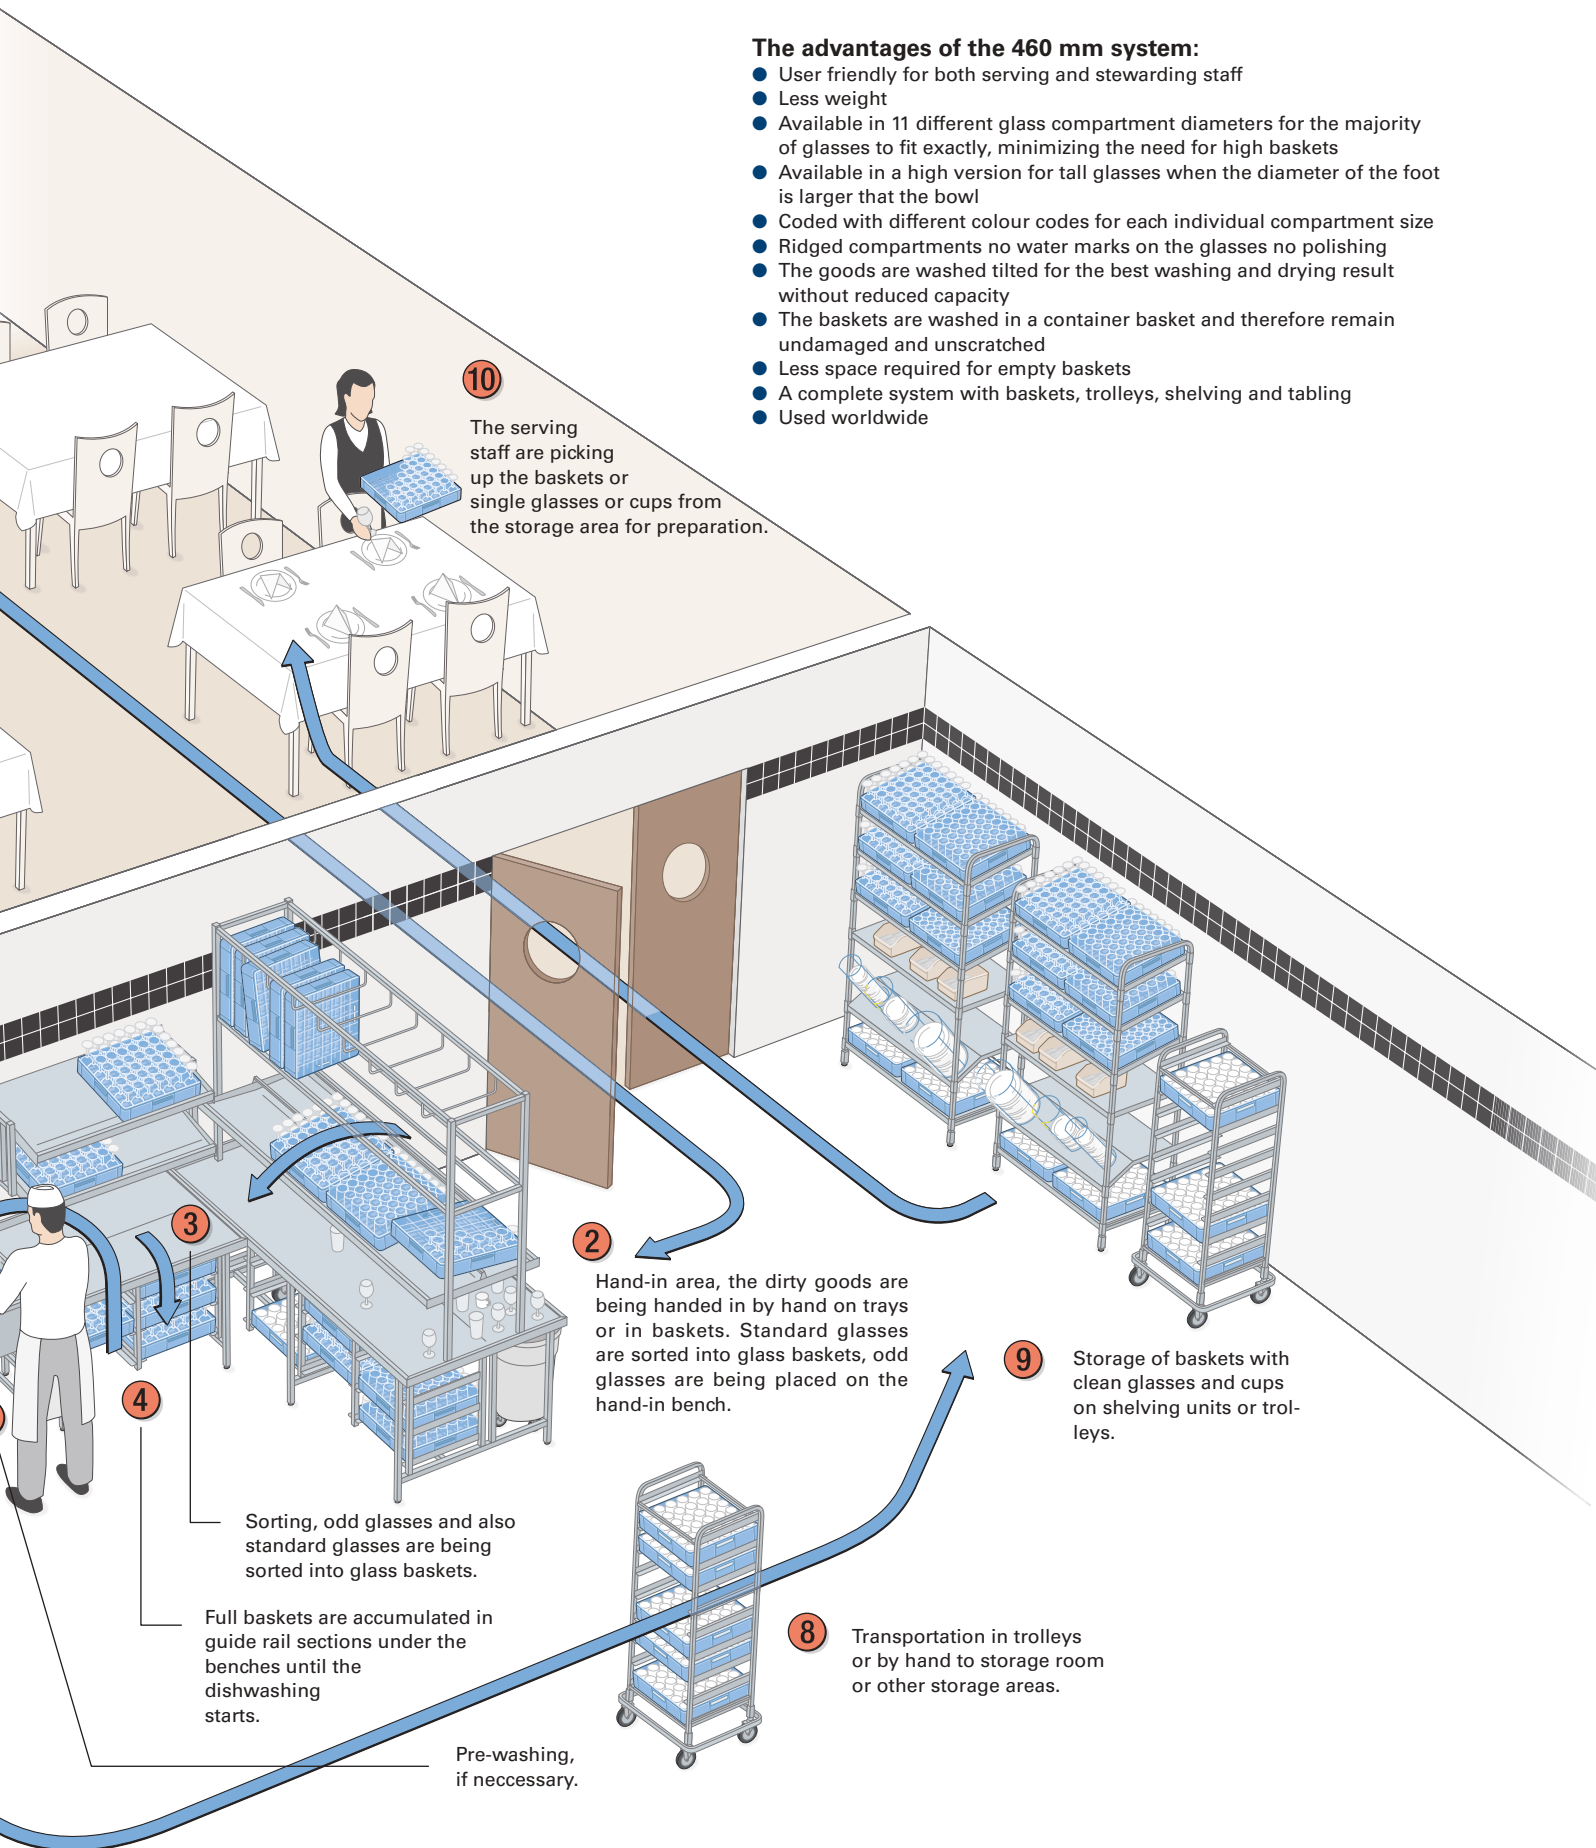 The advantages of the 460 mm system:
● User friendly for both serving and stewarding staff
● Less weight
● Available in 11 different glass compartment diameters for the majority
of glasses to fit exactly, minimizing the need for high baskets
● Available in a high version for tall glasses when the diameter of the foot
is larger that the bowl
● Coded with different colour codes for each individual compartment size
● Ridged compartments no water marks on the glasses no polishing
● The goods are washed tilted for the best washing and drying result
without reduced capacity
● The baskets are washed in a container basket and therefore remain
undamaged and unscratched
● Less space required for empty baskets
● A complete system with baskets, trolleys, shelving and tabling
● Used worldwide
10
The serving
staff are picking
up the baskets or
single glasses or cups from
the storage area for preparation.
3
2
Hand-in area, the dirty goods are
being handed in by hand on trays
or in baskets. Standard glasses
are sorted into glass baskets, odd
glasses are being placed on the
hand-in bench.
9
Storage of baskets with
clean glasses and cups
on shelving units or trol-
leys.
4
Sorting, odd glasses and also
standard glasses are being
sorted into glass baskets.
Full baskets are accumulated in
guide rail sections under the
benches until the
dishwashing
starts.
8
Transportation in trolleys
or by hand to storage room
or other storage areas.
Pre-washing,
if neccessary.